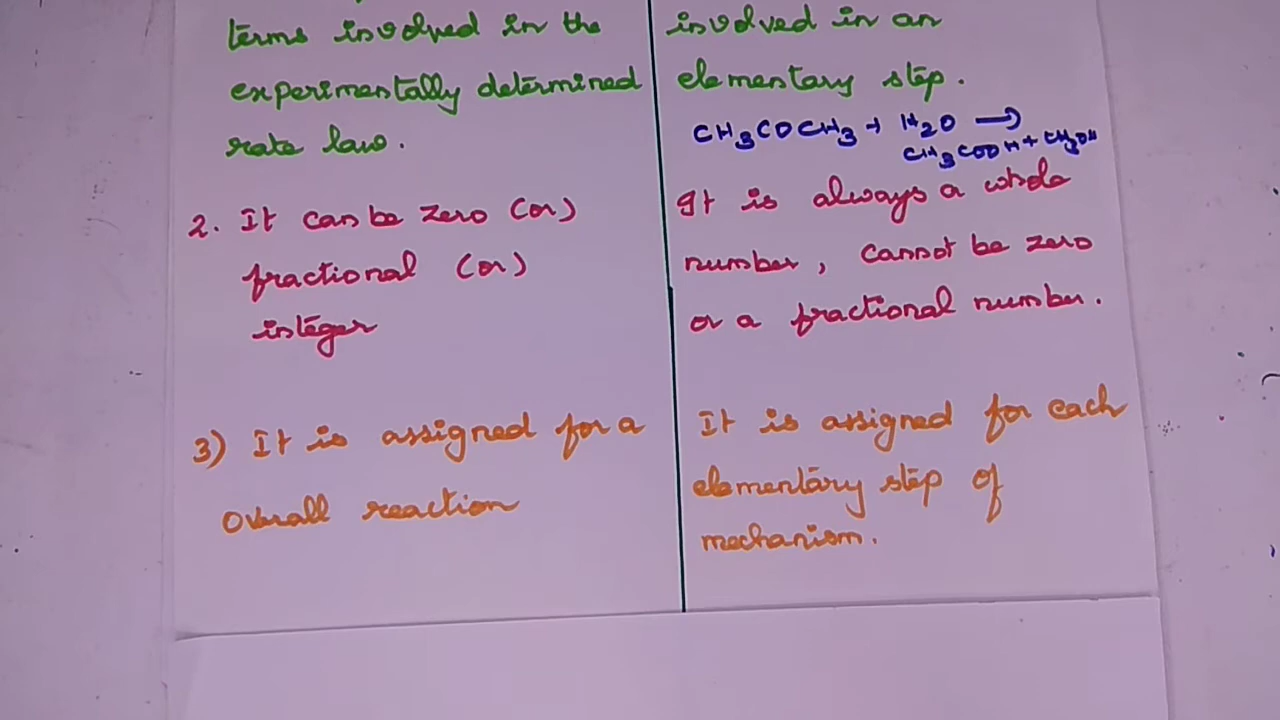 terms involved in the
experimentally determined
rate law.
2. It can be zero (or)
fractional (or)
integer
3) It is assigned for a
overall reaction
involved in an
elementary step.
CH3COCH3 + H2O →
CH3COOH + CH3OH
It is always a whole
number, cannot be zero
or a fractional number.
It is assigned for each
elementary step of
mechanism.